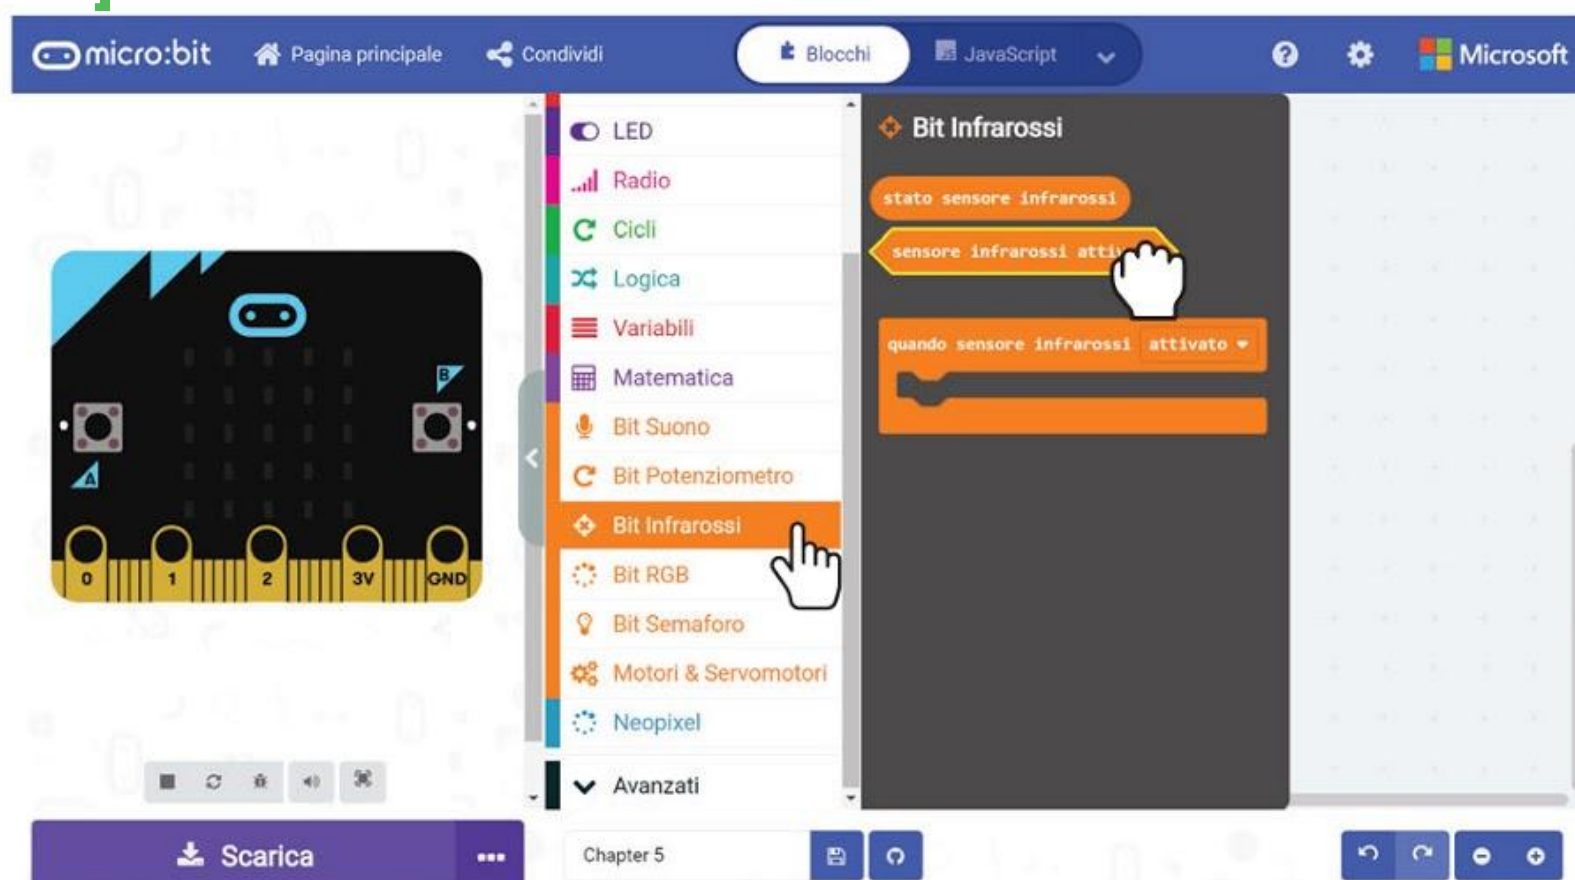 micro:bit
Pagina principale
Condividi
Blocchi
JavaScript
Microsoft
LED
Radio
Cicli
Logica
Variabili
Matematica
Bit Suono
Bit Potenziometro
Bit Infrarossi
Bit RGB
Bit Semaforo
Motori & Servomotori
Neopixel
Avanzati
Bit Infrarossi
stato sensore infrarossi
sensore infrarossi
quando sensore infrarossi attivato
B
A
0 1 2 3V GND
Scarica
Chapter 5